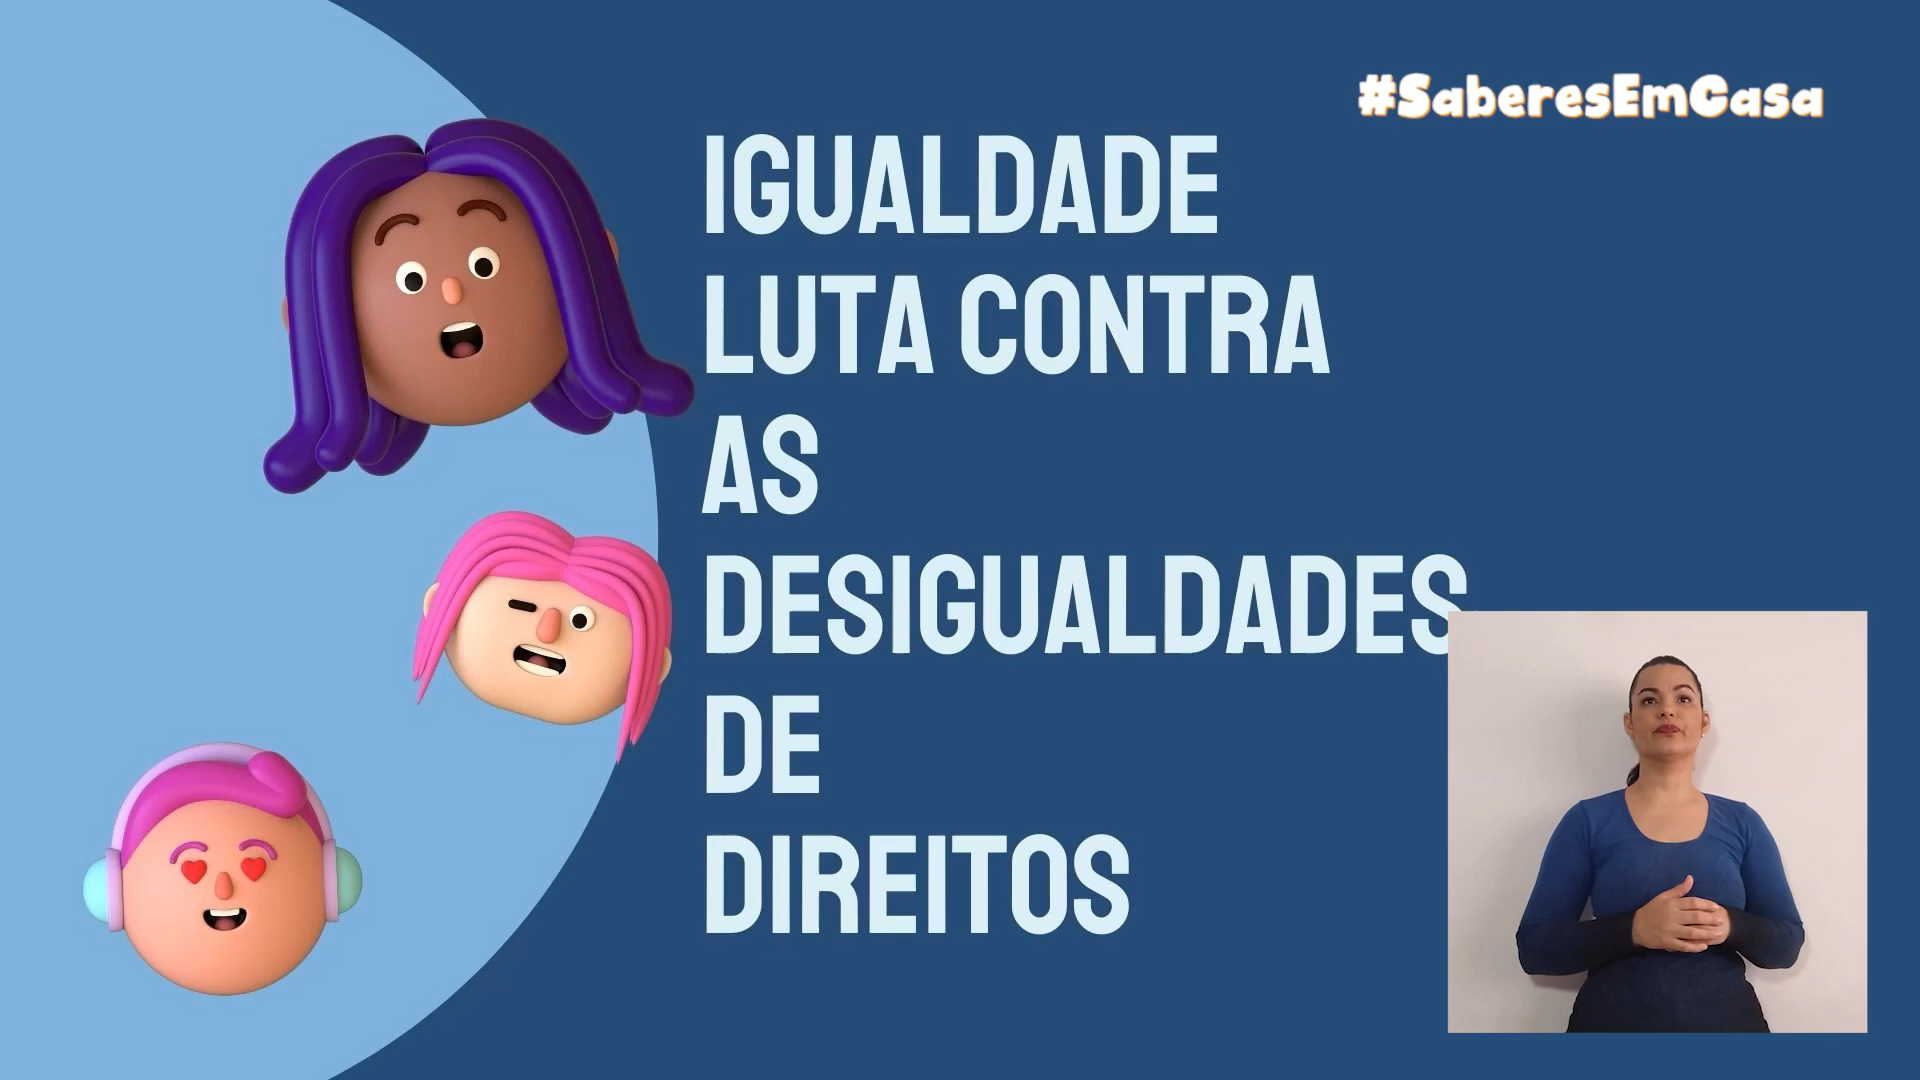 #SaberesEmCasa
IGUALDADE
LUTA CONTRA
AS
DESIGUALDADES
DE
DIREITOS